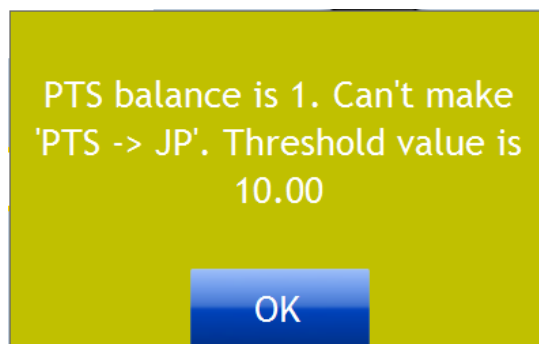 PTS balance is 1. Can't make
'PTS -> JP'. Threshold value is
10.00
OK